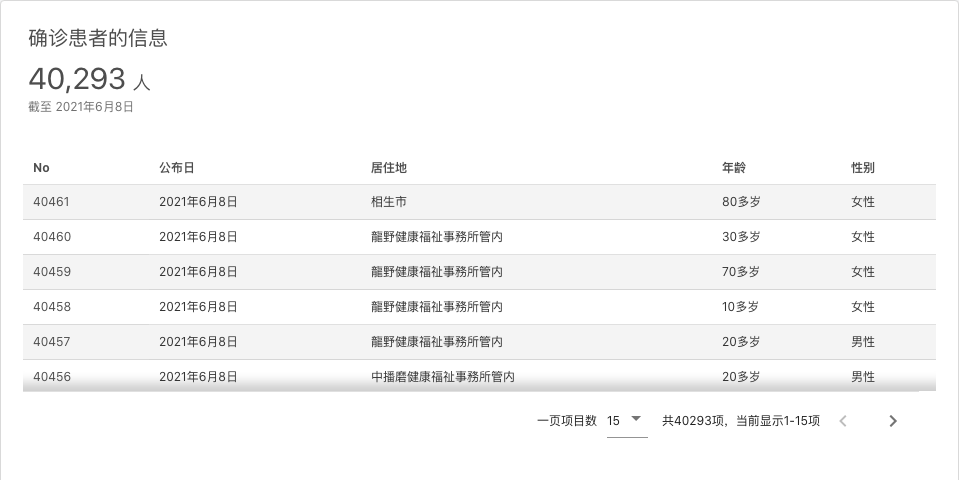 确诊患者的信息
40,293 人
截至 2021年6月8日
No 公布日 居住地 年龄 性别
40461 2021年6月8日 相生市 80多岁 女性
40460 2021年6月8日 龍野健康福祉事務所管内 30多岁 女性
40459 2021年6月8日 龍野健康福祉事務所管内 70多岁 女性
40458 2021年6月8日 龍野健康福祉事務所管内 10多岁 女性
40457 2021年6月8日 龍野健康福祉事務所管内 20多岁 男性
40456 2021年6月8日 中播磨健康福祉事務所管内 20多岁 男性
一页项目数 15 共40293项，当前显示1-15项